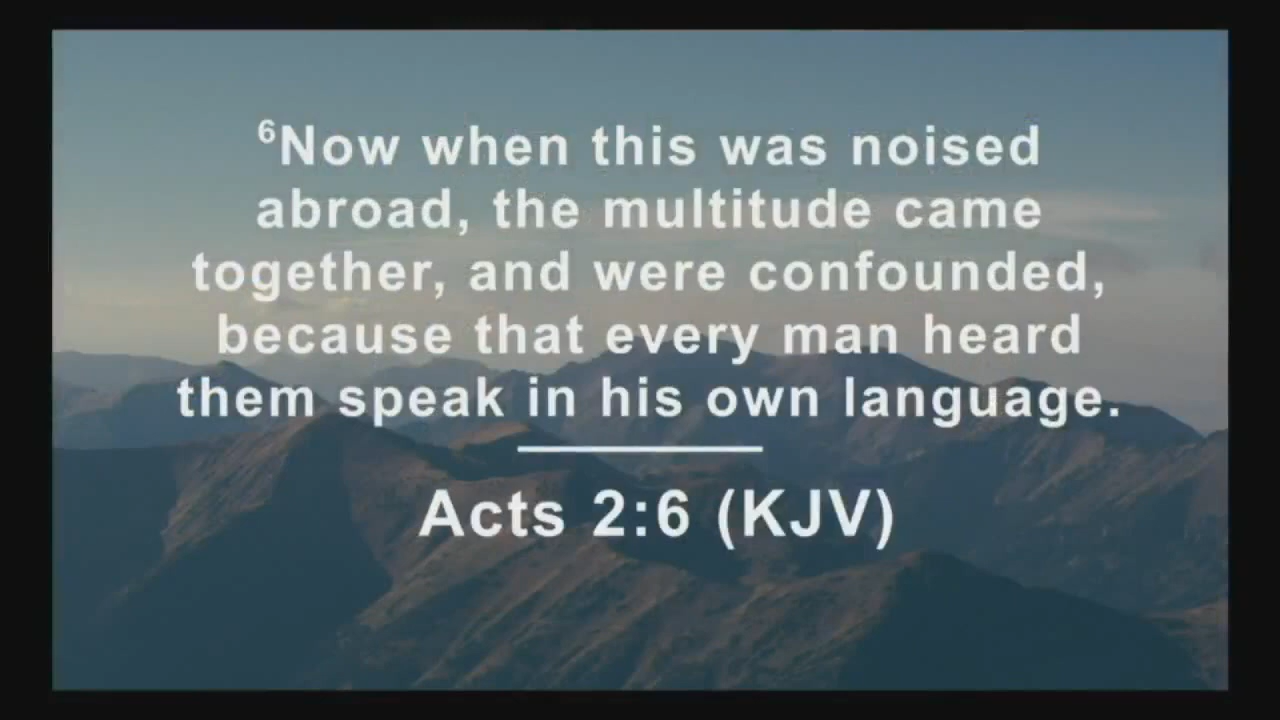 ⁶Now when this was noised
abroad, the multitude came
together, and were confounded,
because that every man heard
them speak in his own language.
Acts 2:6 (KJV)